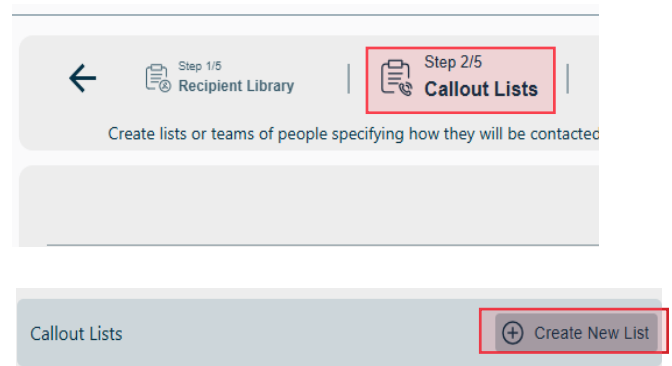 Step 1/5
Recipient Library
Step 2/5
Callout Lists
Create lists or teams of people specifying how they will be contacted
Callout Lists
Create New List